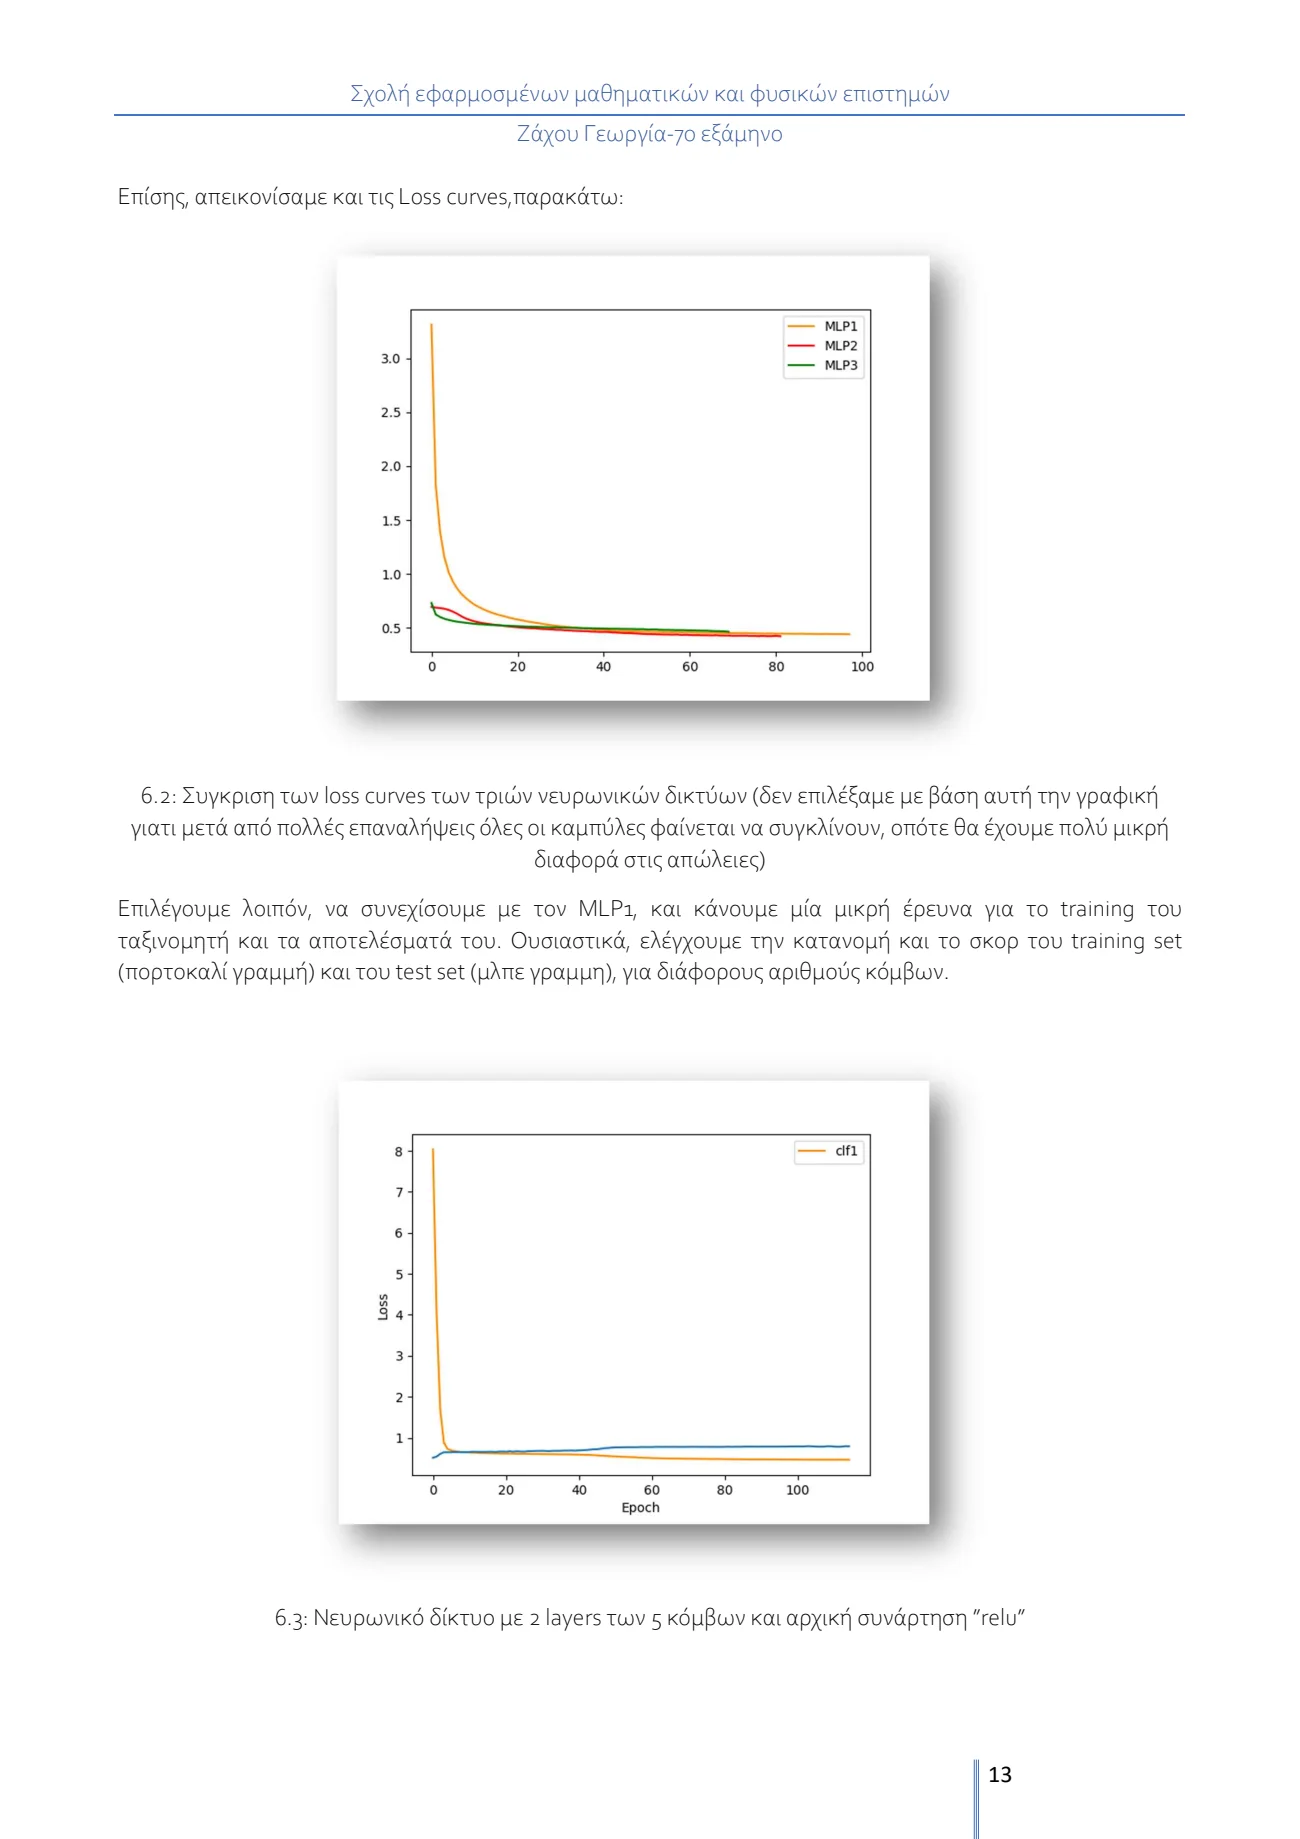 Σχολή εφαρμοσμένων μαθηματικών και φυσικών επιστημών
Ζάχου Γεωργία-7ο εξάμηνο
Επίσης, απεικονίσαμε και τις Loss curves,παρακάτω:
MLP1
MLP2
MLP3
3.0
2.5
2.0
1.5
1.0
0.5
0 20 40 60 80 100
6.2: Συγκριση των loss curves των τριών νευρωνικών δικτύων (δεν επιλέξαμε με βάση αυτή την γραφική
γιατι μετά από πολλές επαναλήψεις όλες οι καμπύλες φαίνεται να συγκλίνουν, οπότε θα έχουμε πολύ μικρή
διαφορά στις απώλειες)
Επιλέγουμε λοιπόν, να συνεχίσουμε με τον MLP1, και κάνουμε μία μικρή έρευνα για το training του
ταξινομητή και τα αποτελέσματά του. Ουσιαστικά, ελέγχουμε την κατανομή και το σκορ του training set
(πορτοκαλί γραμμή) και του test set (μλπε γραμμη), για διάφορους αριθμούς κόμβων.
clf1
8
7
6
5
4
3
2
1
Loss
0 20 40 60 80 100
Epoch
6.3: Νευρωνικό δίκτυο με 2 layers των 5 κόμβων και αρχική συνάρτηση "relu"
13